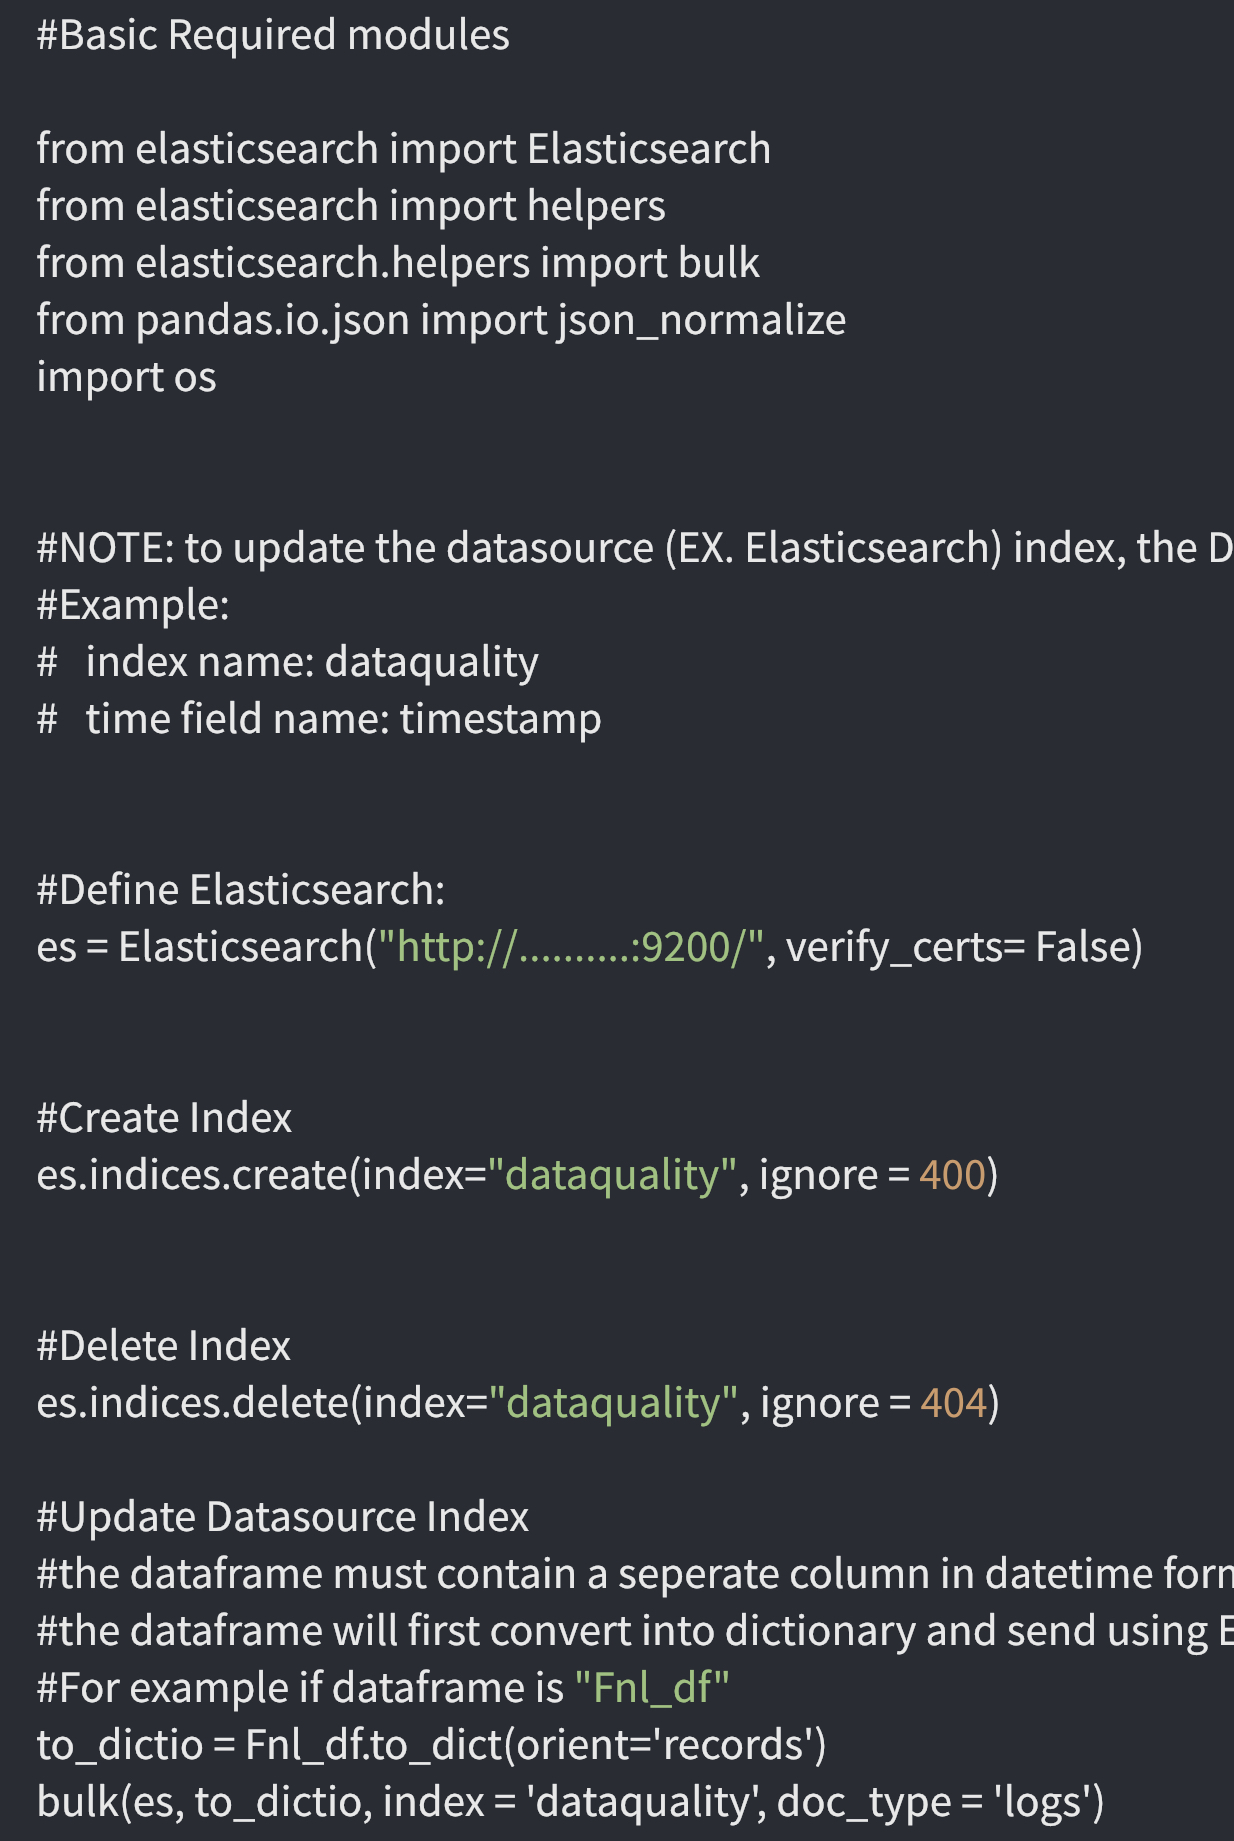 #Basic Required modules
from elasticsearch import Elasticsearch
from elasticsearch import helpers
from elasticsearch.helpers import bulk
from pandas.io.json import json_normalize
import os
#NOTE: to update the datasource (EX. Elasticsearch) index, the D
#Example:
#   index name: dataquality
#   time field name: timestamp
#Define Elasticsearch:
es = Elasticsearch("http://..........:9200/", verify_certs= False)
#Create Index
es.indices.create(index="dataquality", ignore = 400)
#Delete Index
es.indices.delete(index="dataquality", ignore = 404)
#Update Datasource Index
#the dataframe must contain a seperate column in datetime form
#the dataframe will first convert into dictionary and send using E
#For example if dataframe is "Fnl_df"
to_dictio = Fnl_df.to_dict(orient='records')
bulk(es, to_dictio, index = 'dataquality', doc_type = 'logs')